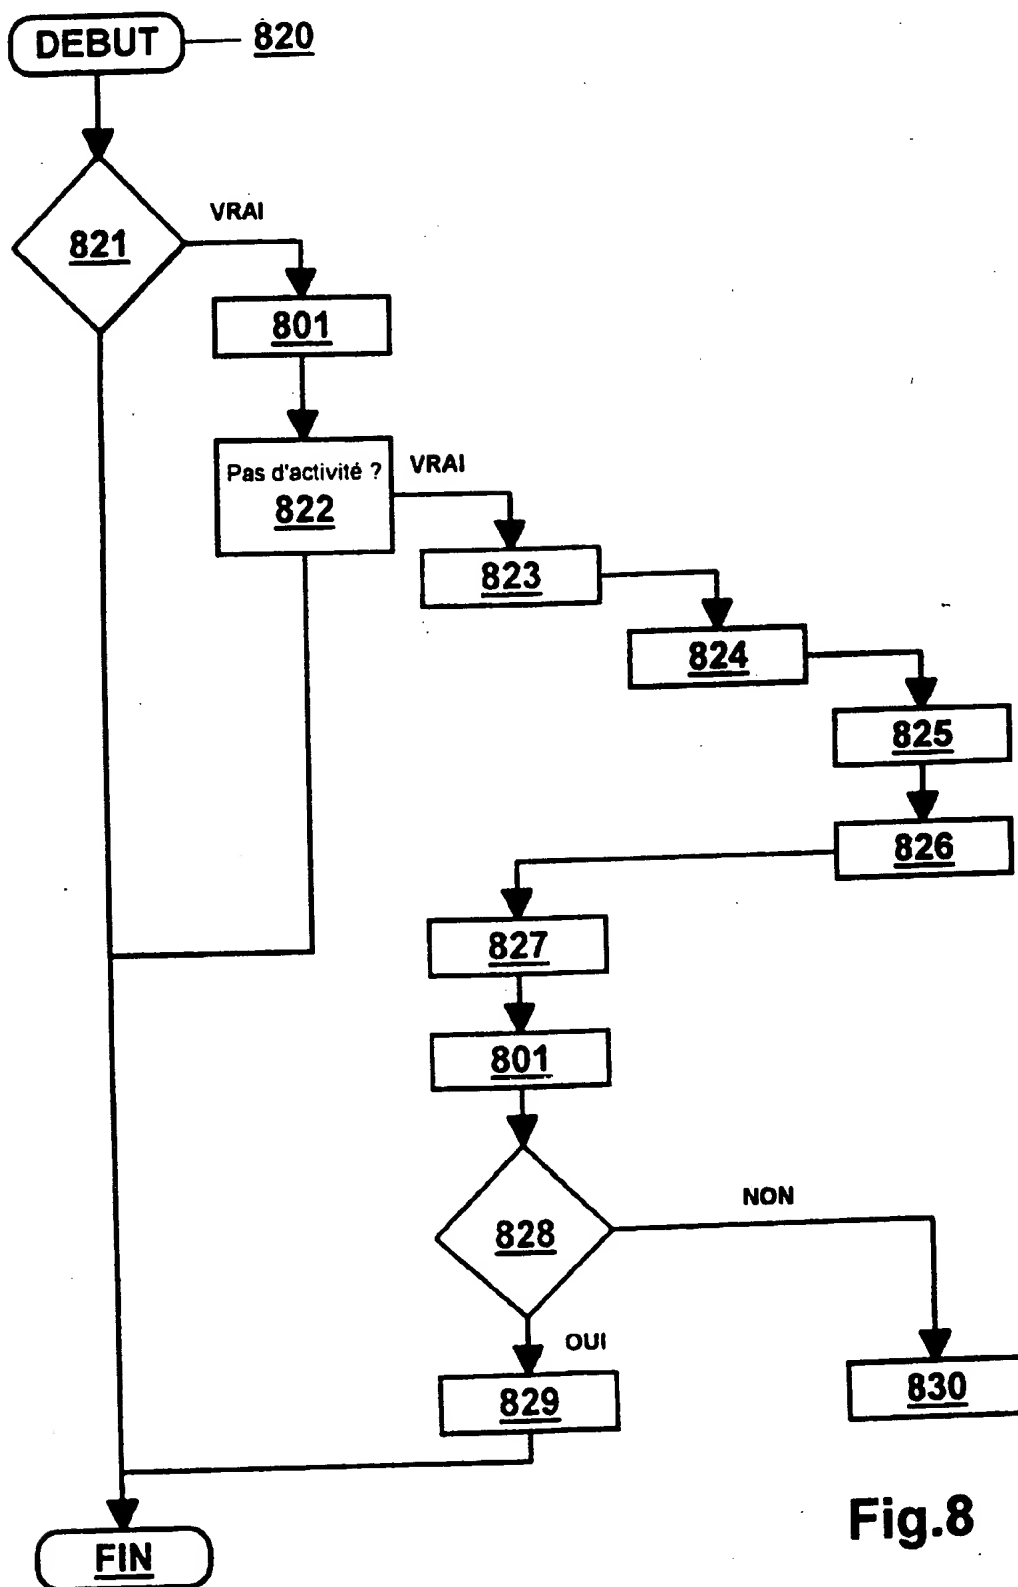 DEBUT
820
821
VRAI
801
Pas d'activité ?
822
VRAI
823
824
825
826
827
801
828
NON
OUI
829
830
FIN
Fig.8